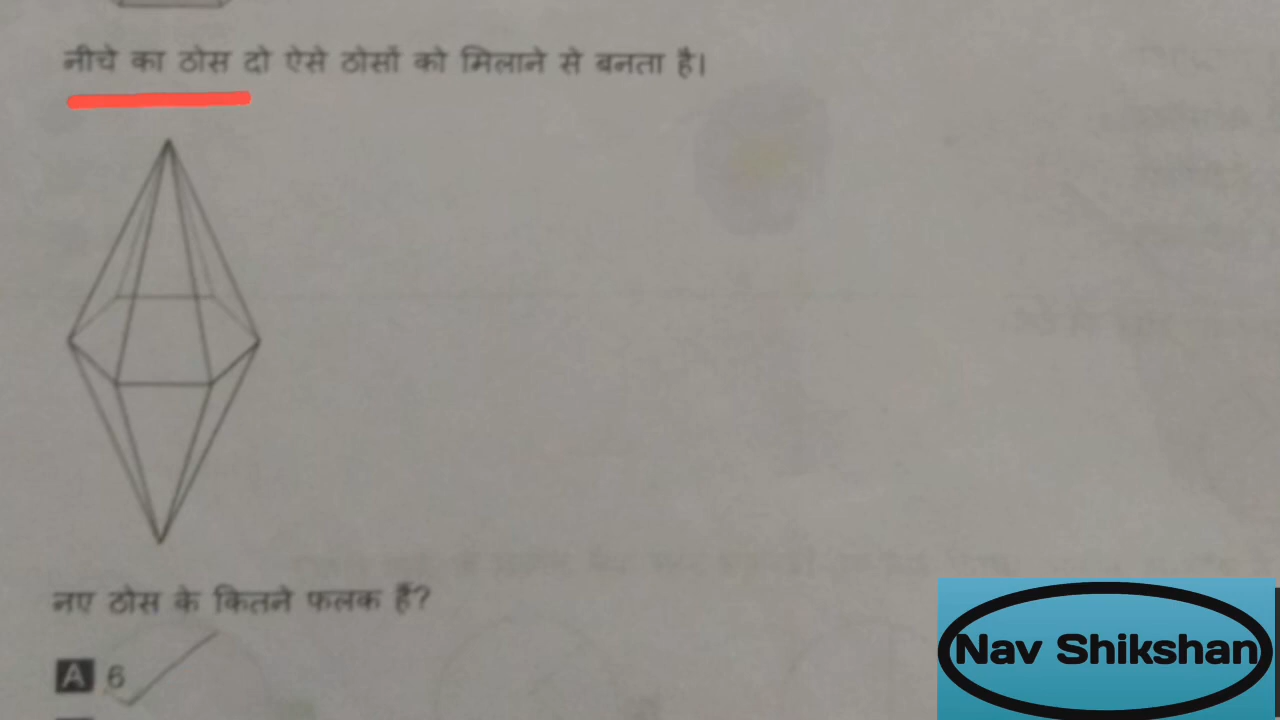 नीचे का ठोस दो ऐसे ठोसों को मिलाने से बनता है।
नए ठोस के कितने फलक हैं?
A 6
Nav Shikshan